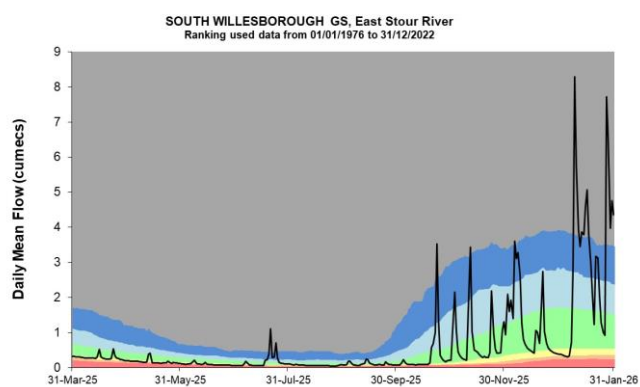 SOUTH WILLESBOROUGH GS, East Stour River
Ranking used data from 01/01/1976 to 31/12/2022
9
8
7
6
5
4
3
2
1
0
Daily Mean Flow (cumecs)
31-Mar-25 31-May-25 31-Jul-25 30-Sep-25 30-Nov-25 31-Jan-26